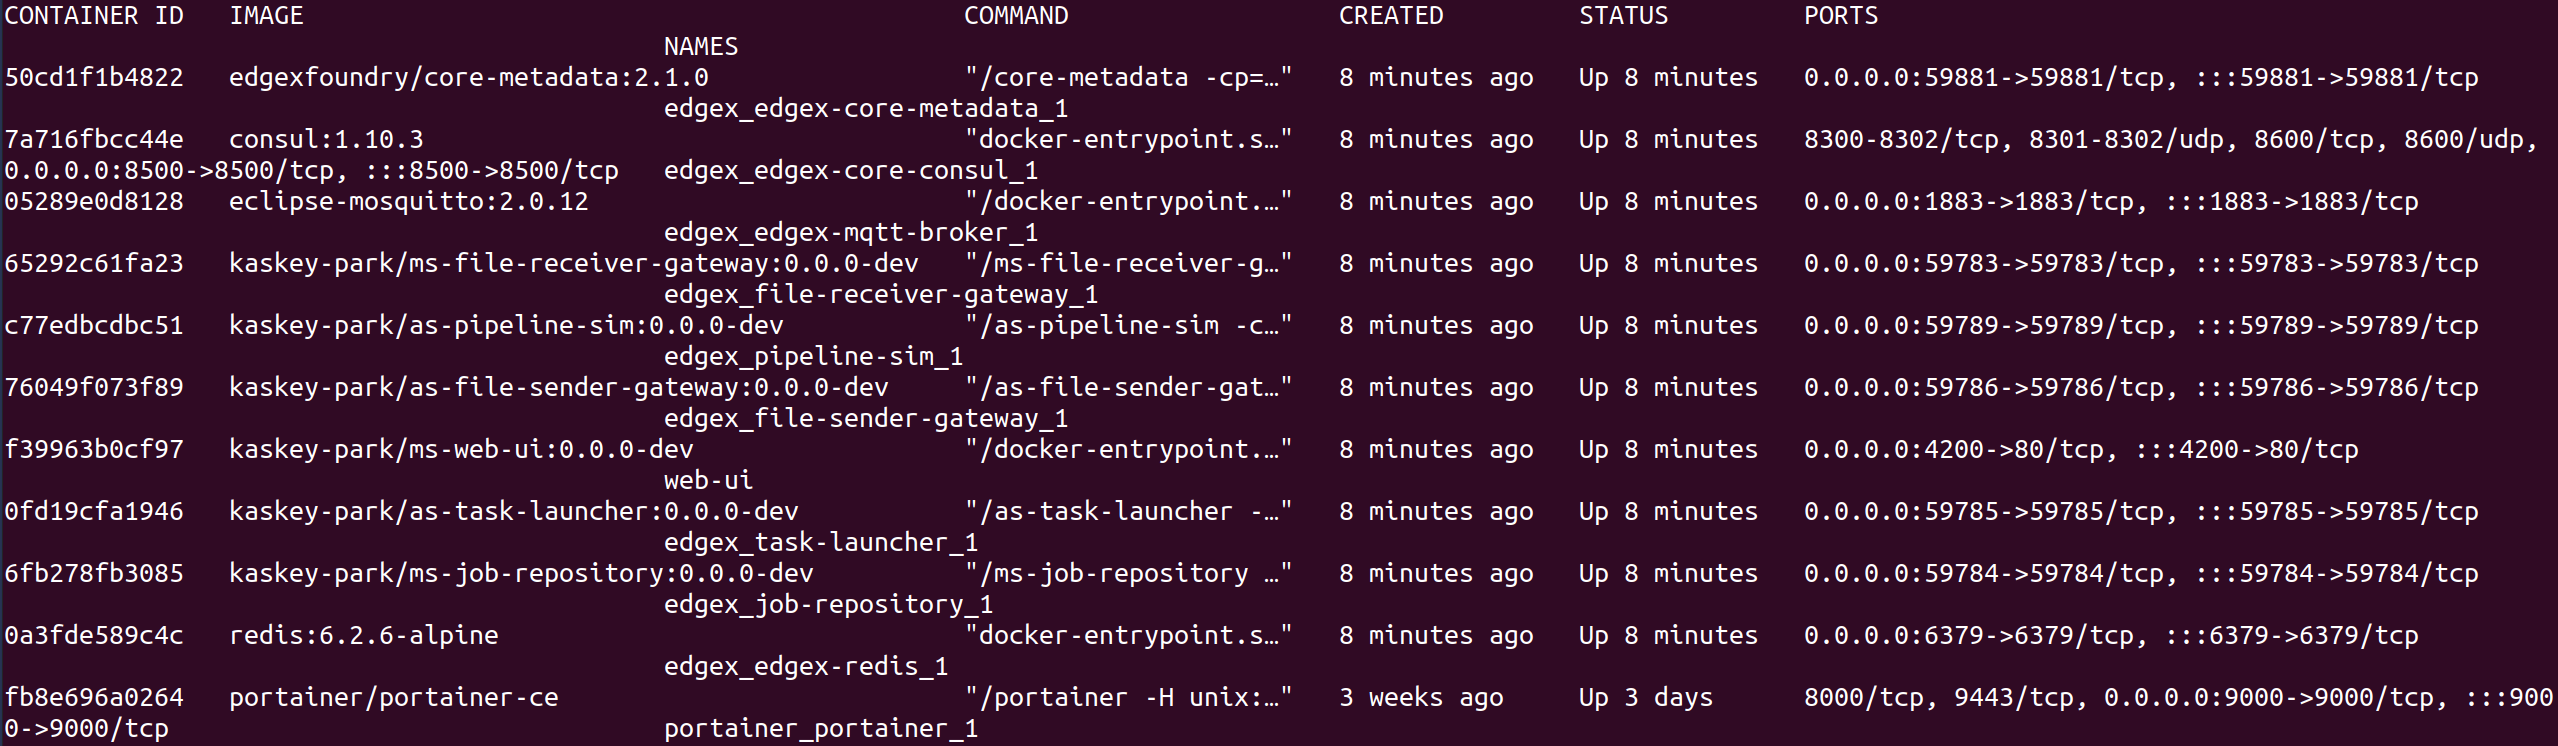 CONTAINER ID   IMAGE                                            COMMAND                  CREATED         STATUS         PORTS
                                            NAMES
50cd1f1b4822   edgexfoundry/core-metadata:2.1.0                 "/core-metadata -cp=…"   8 minutes ago   Up 8 minutes   0.0.0.0:59881->59881/tcp, :::59881->59881/tcp
                                            edgex_edgex-core-metadata_1
7a716fbcc44e   consul:1.10.3                                    "docker-entrypoint.s…"   8 minutes ago   Up 8 minutes   8300-8302/tcp, 8301-8302/udp, 8600/tcp, 8600/udp,
0.0.0.0:8500->8500/tcp, :::8500->8500/tcp   edgex_edgex-core-consul_1
05289e0d8128   eclipse-mosquitto:2.0.12                         "/docker-entrypoint.…"   8 minutes ago   Up 8 minutes   0.0.0.0:1883->1883/tcp, :::1883->1883/tcp
                                            edgex_edgex-mqtt-broker_1
65292c61fa23   kaskey-park/ms-file-receiver-gateway:0.0.0-dev   "/ms-file-receiver-g…"   8 minutes ago   Up 8 minutes   0.0.0.0:59783->59783/tcp, :::59783->59783/tcp
                                            edgex_file-receiver-gateway_1
c77edbcdbc51   kaskey-park/as-pipeline-sim:0.0.0-dev            "/as-pipeline-sim -c…"   8 minutes ago   Up 8 minutes   0.0.0.0:59789->59789/tcp, :::59789->59789/tcp
                                            edgex_pipeline-sim_1
76049f073f89   kaskey-park/as-file-sender-gateway:0.0.0-dev     "/as-file-sender-gat…"   8 minutes ago   Up 8 minutes   0.0.0.0:59786->59786/tcp, :::59786->59786/tcp
                                            edgex_file-sender-gateway_1
f39963b0cf97   kaskey-park/ms-web-ui:0.0.0-dev                  "/docker-entrypoint.…"   8 minutes ago   Up 8 minutes   0.0.0.0:4200->80/tcp, :::4200->80/tcp
                                            web-ui
0fd19cfa1946   kaskey-park/as-task-launcher:0.0.0-dev           "/as-task-launcher -…"   8 minutes ago   Up 8 minutes   0.0.0.0:59785->59785/tcp, :::59785->59785/tcp
                                            edgex_task-launcher_1
6fb278fb3085   kaskey-park/ms-job-repository:0.0.0-dev          "/ms-job-repository …"   8 minutes ago   Up 8 minutes   0.0.0.0:59784->59784/tcp, :::59784->59784/tcp
                                            edgex_job-repository_1
0a3fde589c4c   redis:6.2.6-alpine                               "docker-entrypoint.s…"   8 minutes ago   Up 8 minutes   0.0.0.0:6379->6379/tcp, :::6379->6379/tcp
                                            edgex_edgex-redis_1
fb8e696a0264   portainer/portainer-ce                           "/portainer -H unix:…"   3 weeks ago     Up 3 days      8000/tcp, 9443/tcp, 0.0.0.0:9000->9000/tcp, :::900
0->9000/tcp                                 portainer_portainer_1